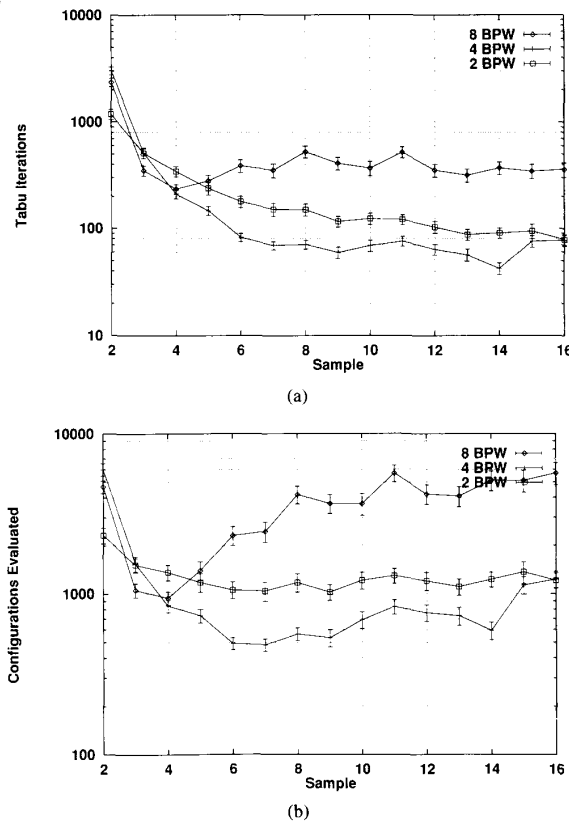 10000
8 BPW
4 BPW
2 BPW
1000
Tabu Iterations
100
10
2 4 6 8 10 12 14 16
Sample
(a)
10000
8 BPW
4 BPW
2 BPW
Configurations Evaluated
1000
100
2 4 6 8 10 12 14 16
Sample
(b)